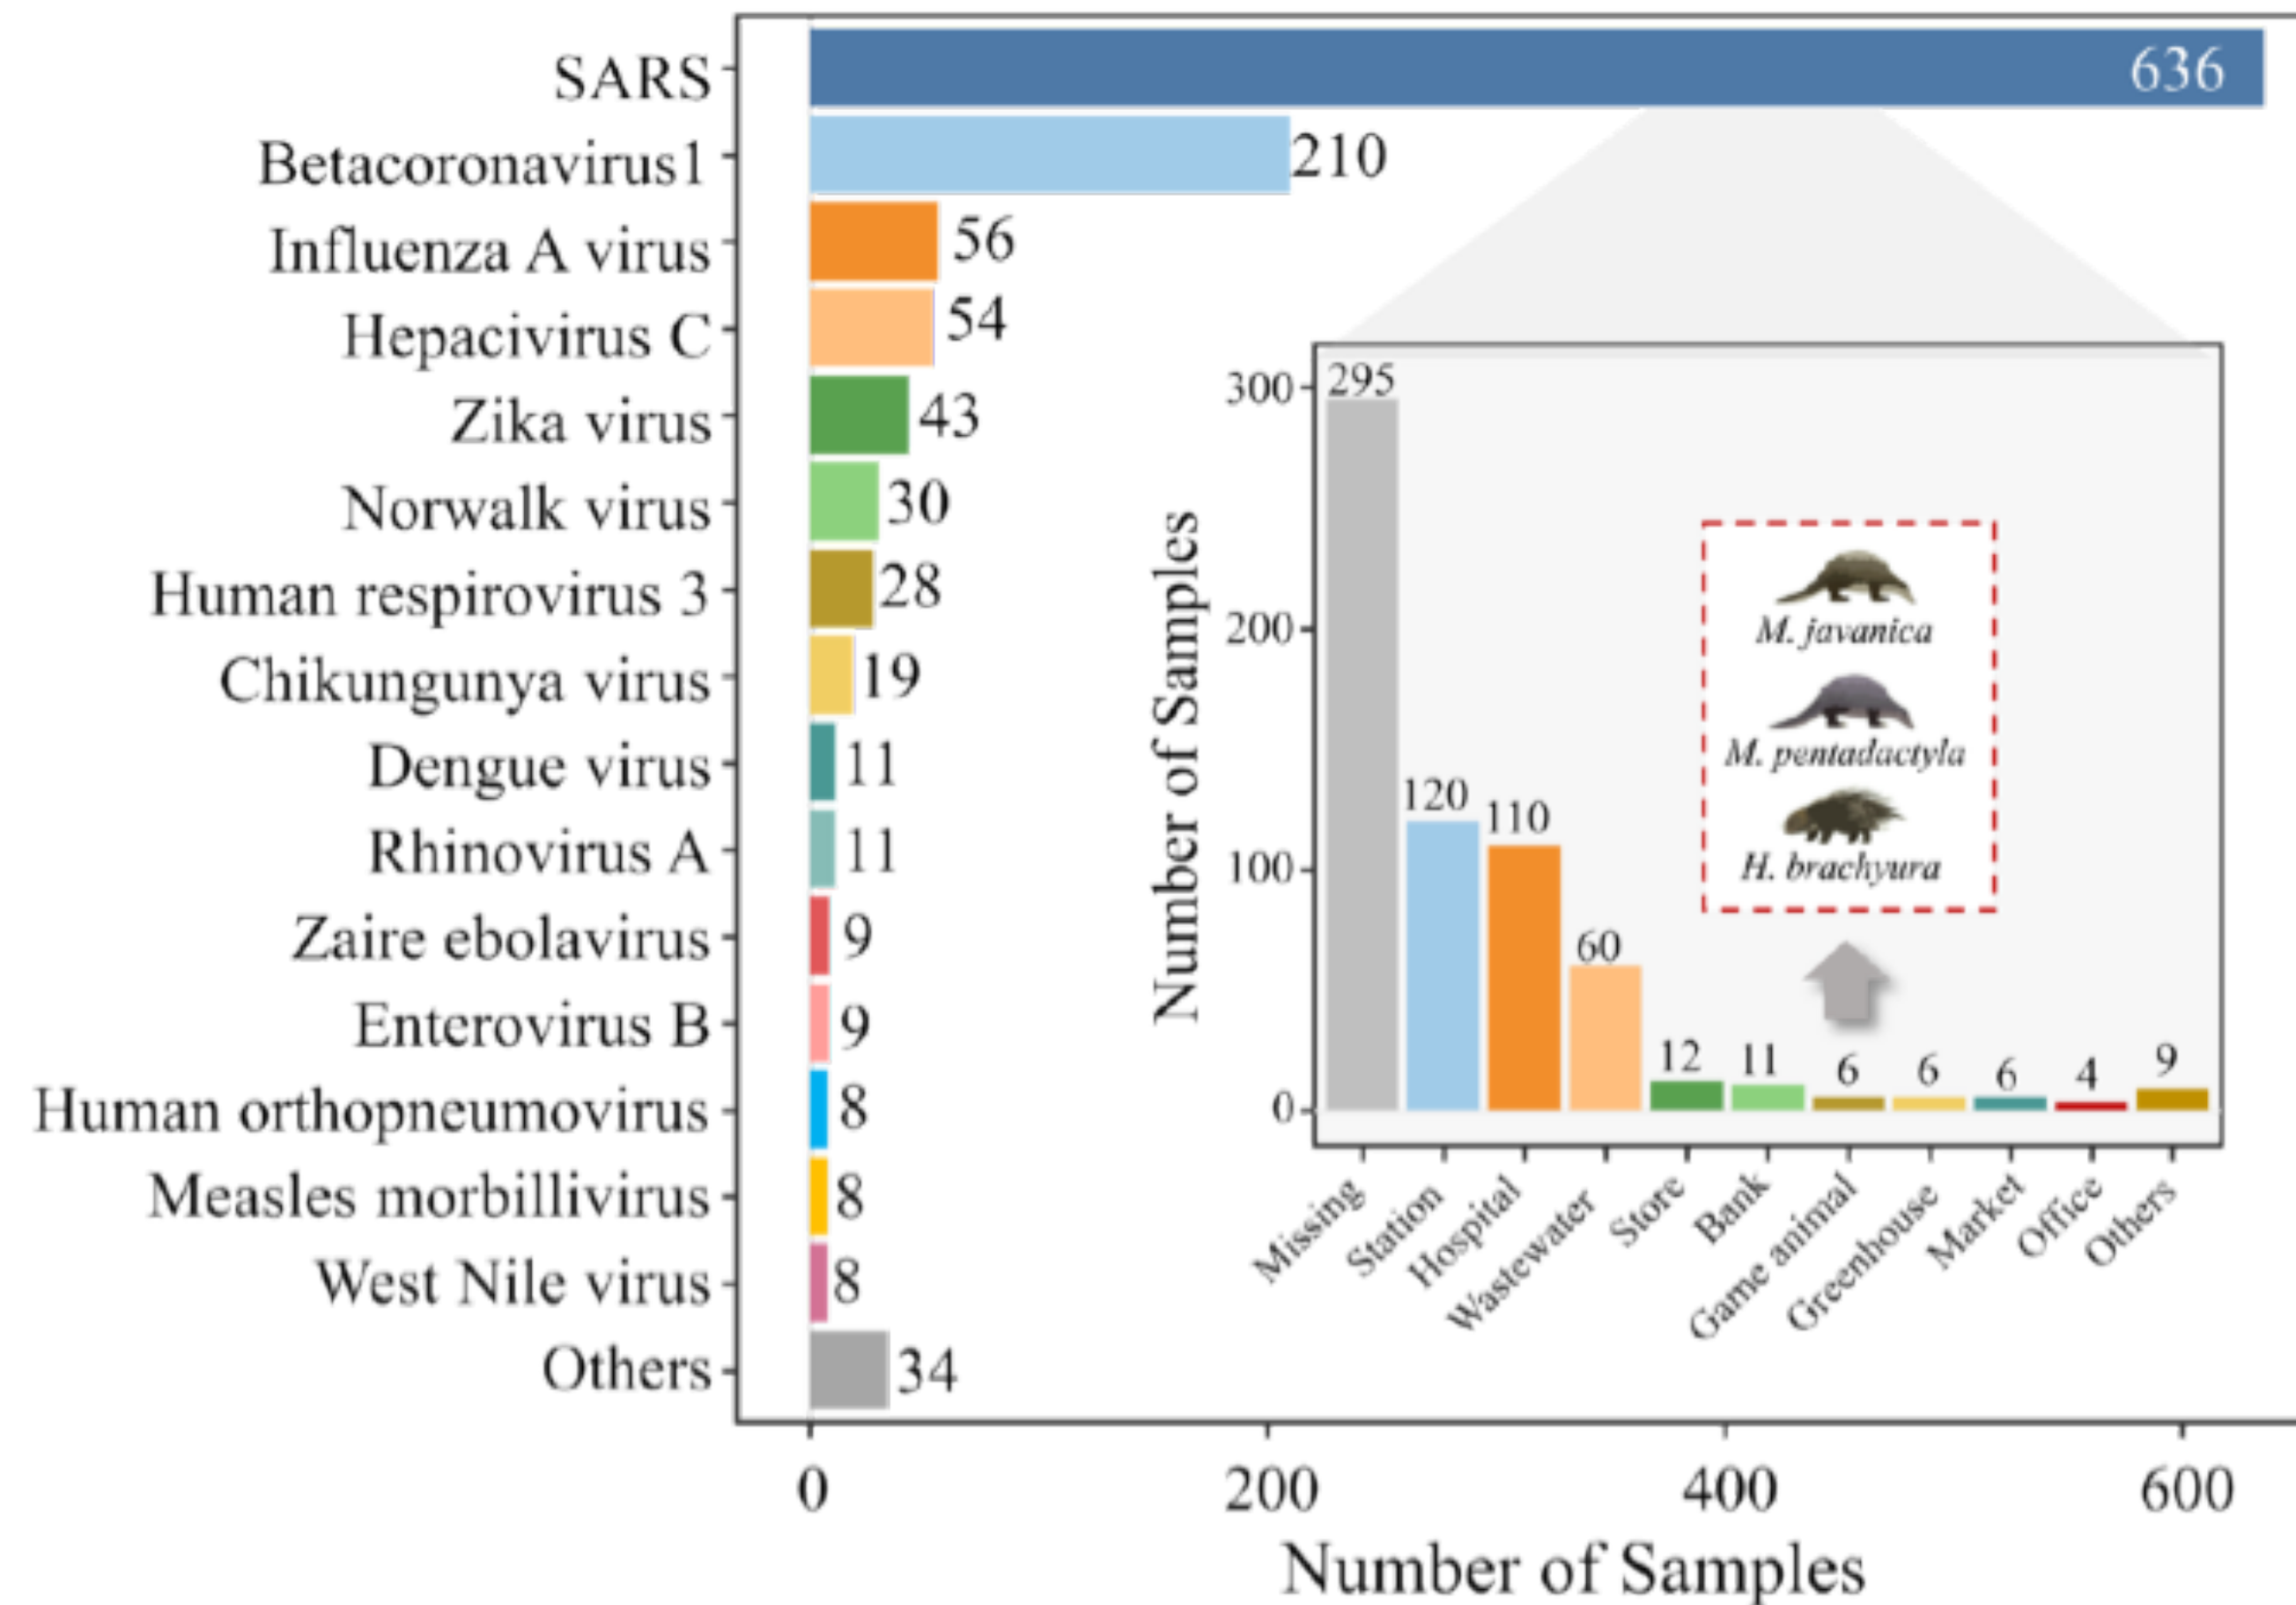 SARS 636
Betacoronavirus1 210
Influenza A virus 56
Hepacivirus C 54
Zika virus 43
Norwalk virus 30
Human respirovirus 3 28
Chikungunya virus 19
Dengue virus 11
Rhinovirus A 11
Zaire ebolavirus 9
Enterovirus B 9
Human orthopneumovirus 8
Measles morbillivirus 8
West Nile virus 8
Others 34
0 200 400 600
Number of Samples
Number of Samples
300
200
100
0
295 120 110 60 12 11 6 6 6 4 9
M. javanica
M. pentadactyla
H. brachyura
Missing
Station
Hospital
Wastewater
Store
Bank
Game animal
Greenhouse
Market
Office
Others